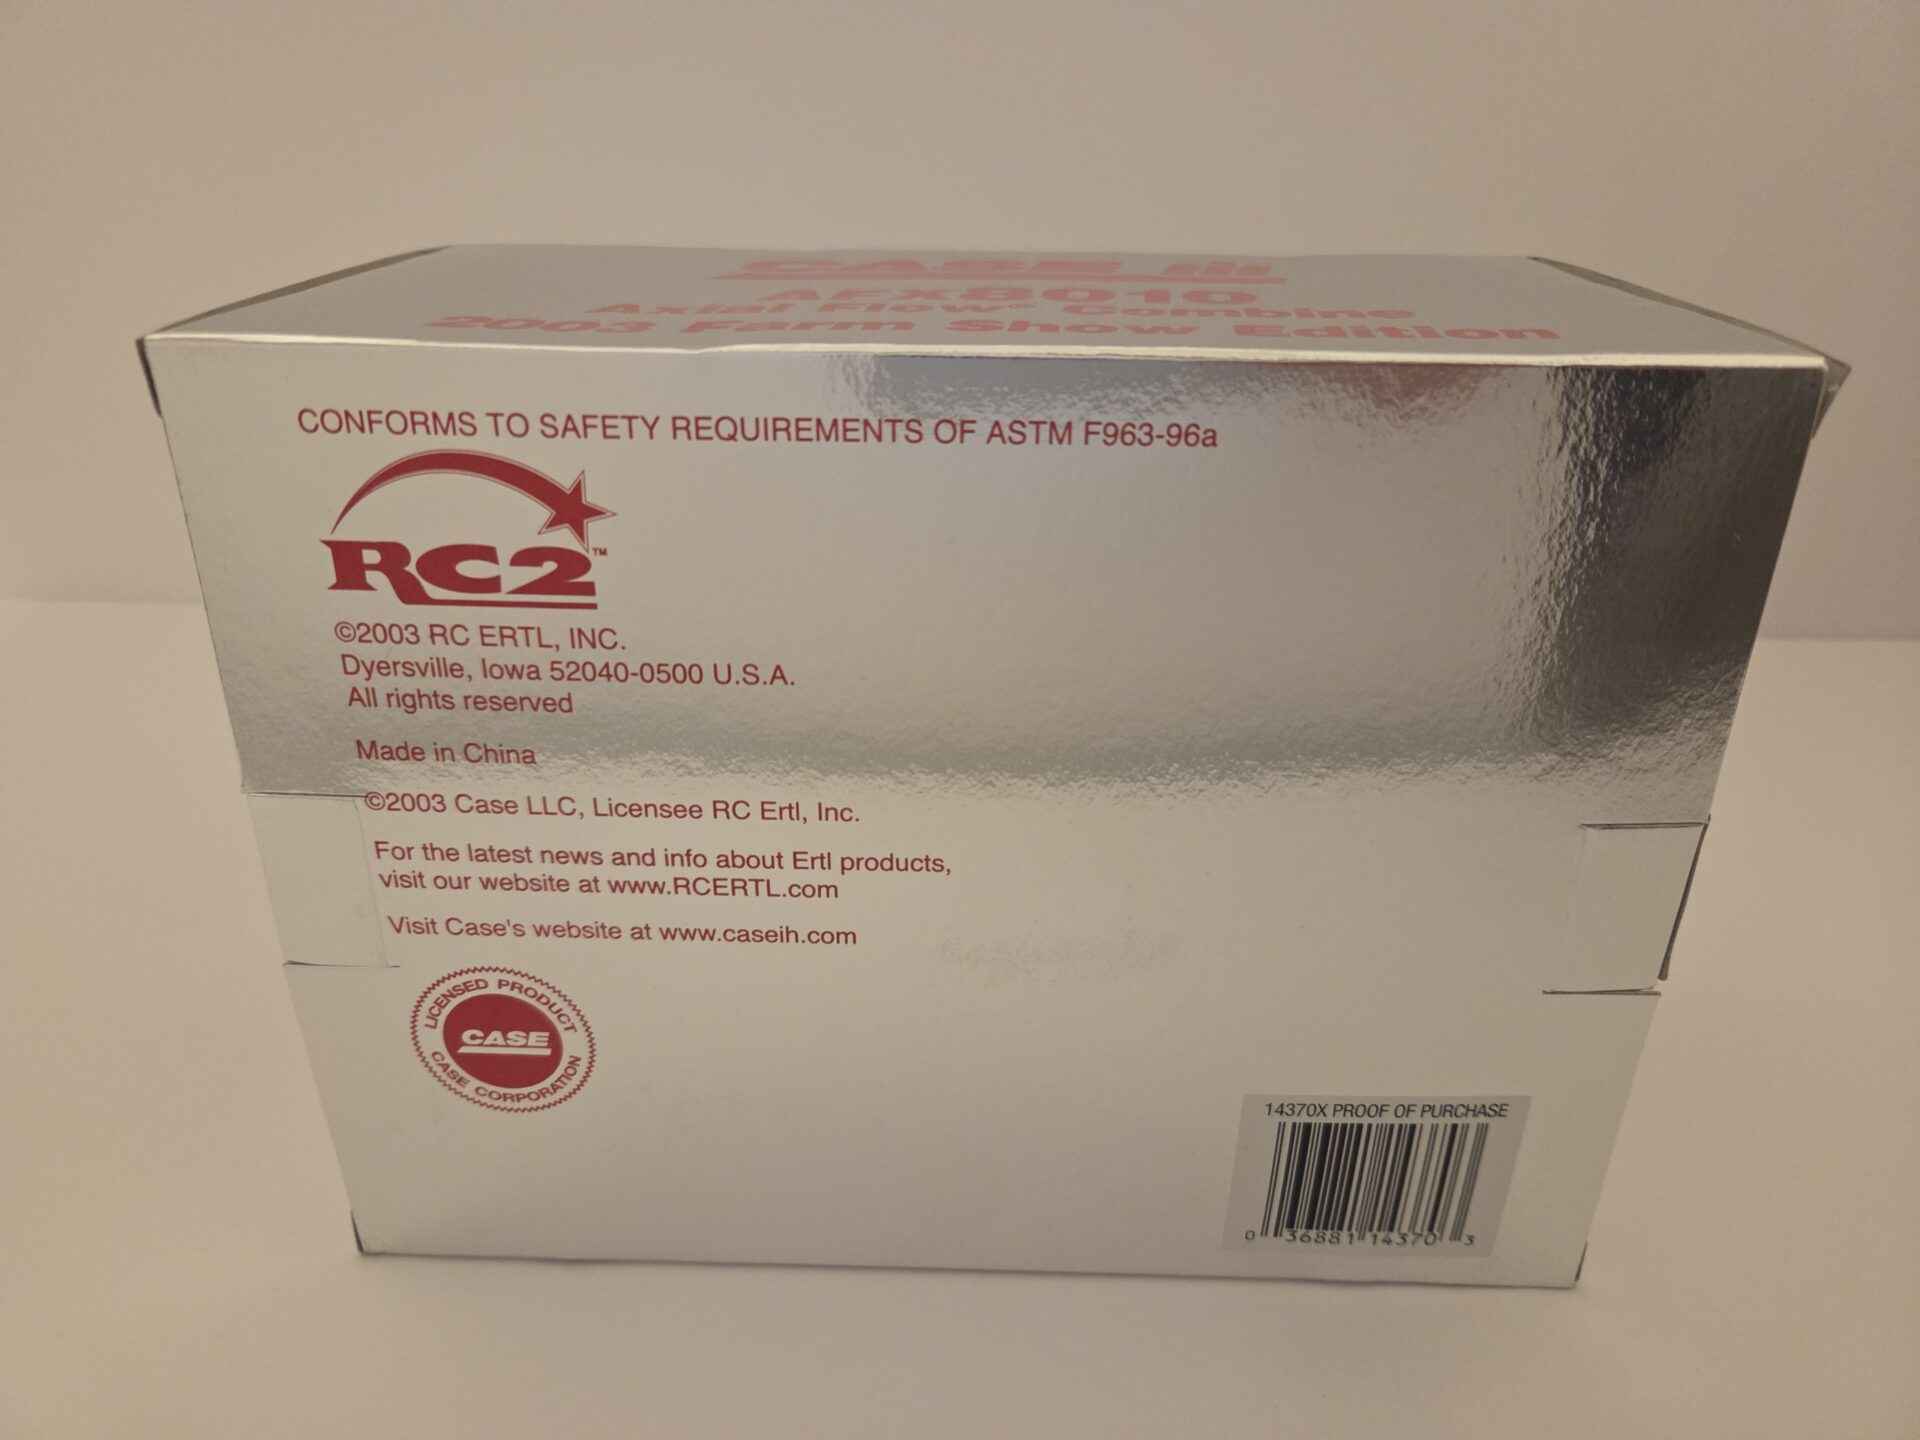 CASE IH
AFX8010
Axial Flow® Combine
2003 Farm Show Edition
CONFORMS TO SAFETY REQUIREMENTS OF ASTM F963-96a
RC2™
©2003 RC ERTL, INC.
Dyersville, Iowa 52040-0500 U.S.A.
All rights reserved
Made in China
©2003 Case LLC, Licensee RC Ertl, Inc.
For the latest news and info about Ertl products,
visit our website at www.RCERTL.com
Visit Case's website at www.caseih.com
LICENSED PRODUCT
CASE
CASE CORPORATION
14370X PROOF OF PURCHASE
0 36881 14370 3